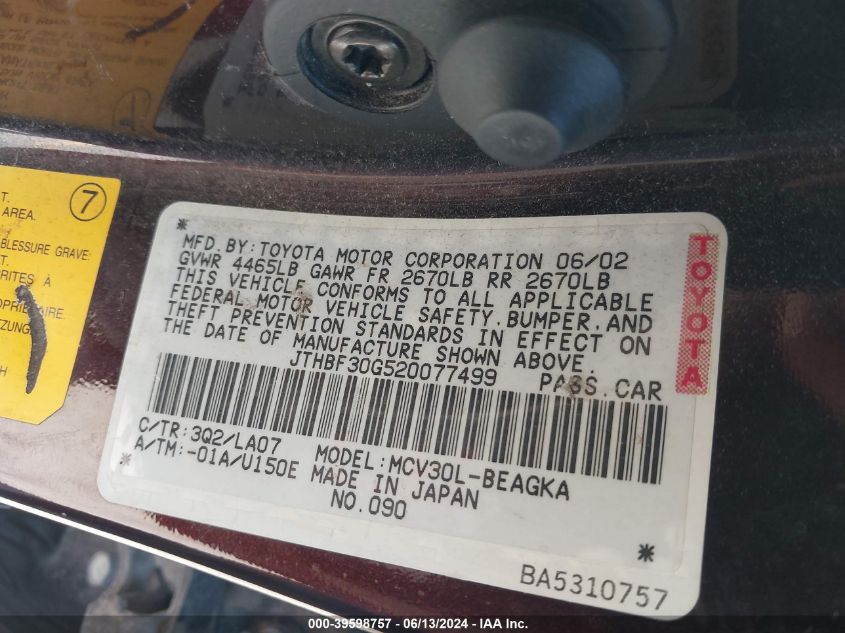 7
T.
AREA.
BLESSURE GRAVE
*
MFD. BY: TOYOTA MOTOR CORPORATION 06/02
GVWR 4465LB GAWR FR 2670LB RR 2670LB
THIS VEHICLE CONFORMS TO ALL APPLICABLE
FEDERAL MOTOR VEHICLE SAFETY, BUMPER, AND
THEFT PREVENTION STANDARDS IN EFFECT ON
THE DATE OF MANUFACTURE SHOWN ABOVE.
JTHBF30G520077499 PASS. CAR
C/TR: 3Q2/LA07 MODEL: MCV30L-BEAGKA
A/TM: -01A/U150E MADE IN JAPAN
NO. 090
*
BA5310757
TOYOTA
000-39598757 / 06/13/2024 / IAAI.COM